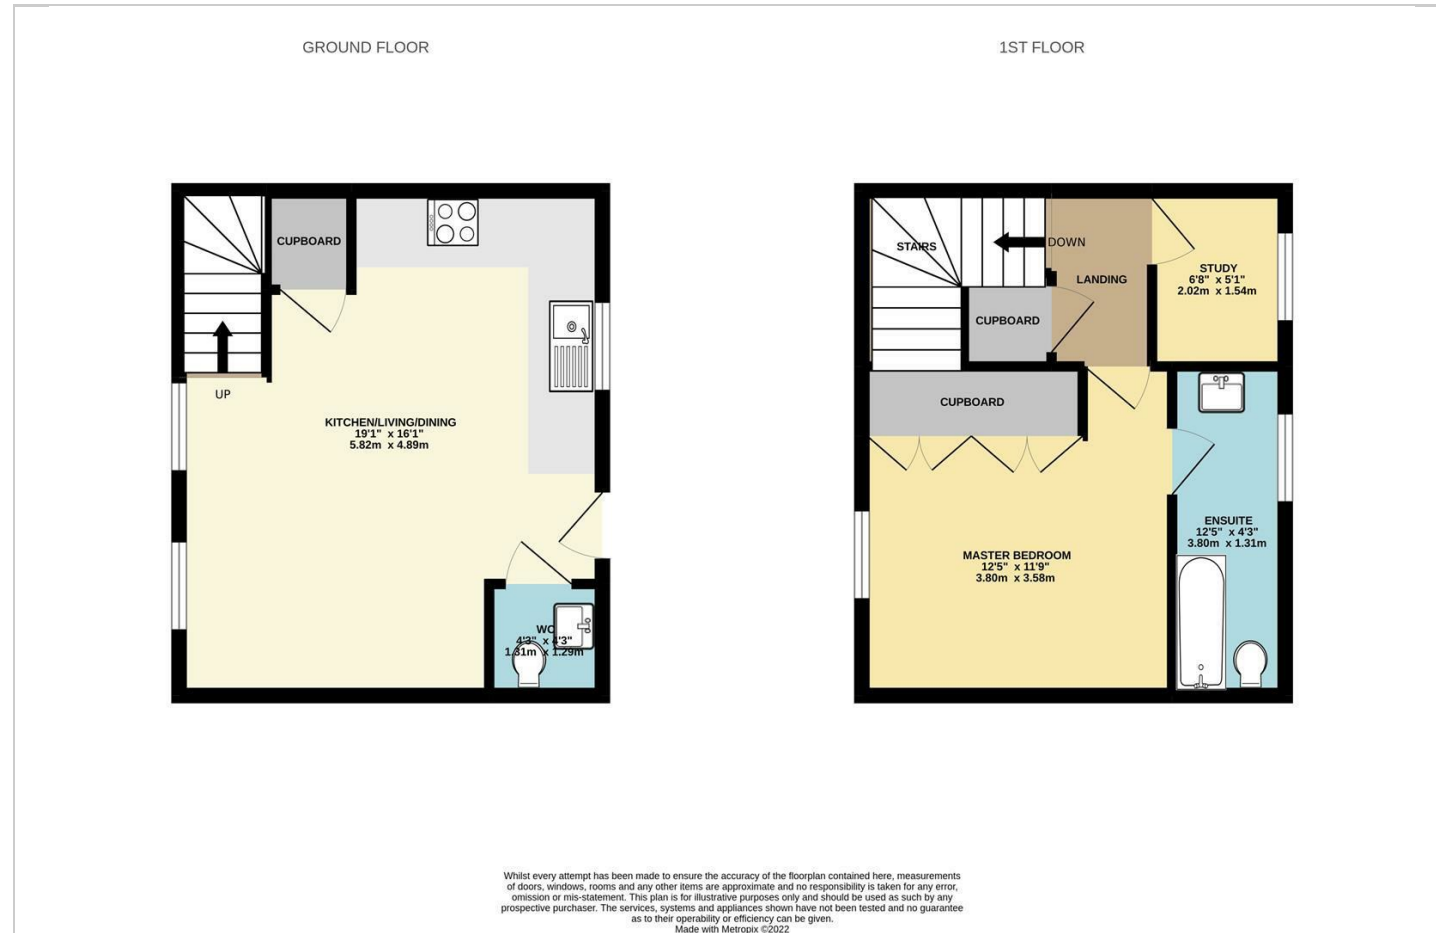 GROUND FLOOR
CUPBOARD
UP
KITCHEN/LIVING/DINING
19'1" x 16'1"
5.82m x 4.89m
WC
4'3" x 4'3"
1.31m x 1.29m
1ST FLOOR
STAIRS
DOWN
LANDING
STUDY
6'8" x 5'1"
2.02m x 1.54m
CUPBOARD
CUPBOARD
MASTER BEDROOM
12'5" x 11'9"
3.80m x 3.58m
ENSUITE
12'5" x 4'3"
3.80m x 1.31m
Whilst every attempt has been made to ensure the accuracy of the floorplan contained here, measurements
of doors, windows, rooms and any other items are approximate and no responsibility is taken for any error,
omission or mis-statement. This plan is for illustrative purposes only and should be used as such by any
prospective purchaser. The services, systems and appliances shown have not been tested and no guarantee
as to their operability or efficiency can be given.
Made with Metropix ©2022